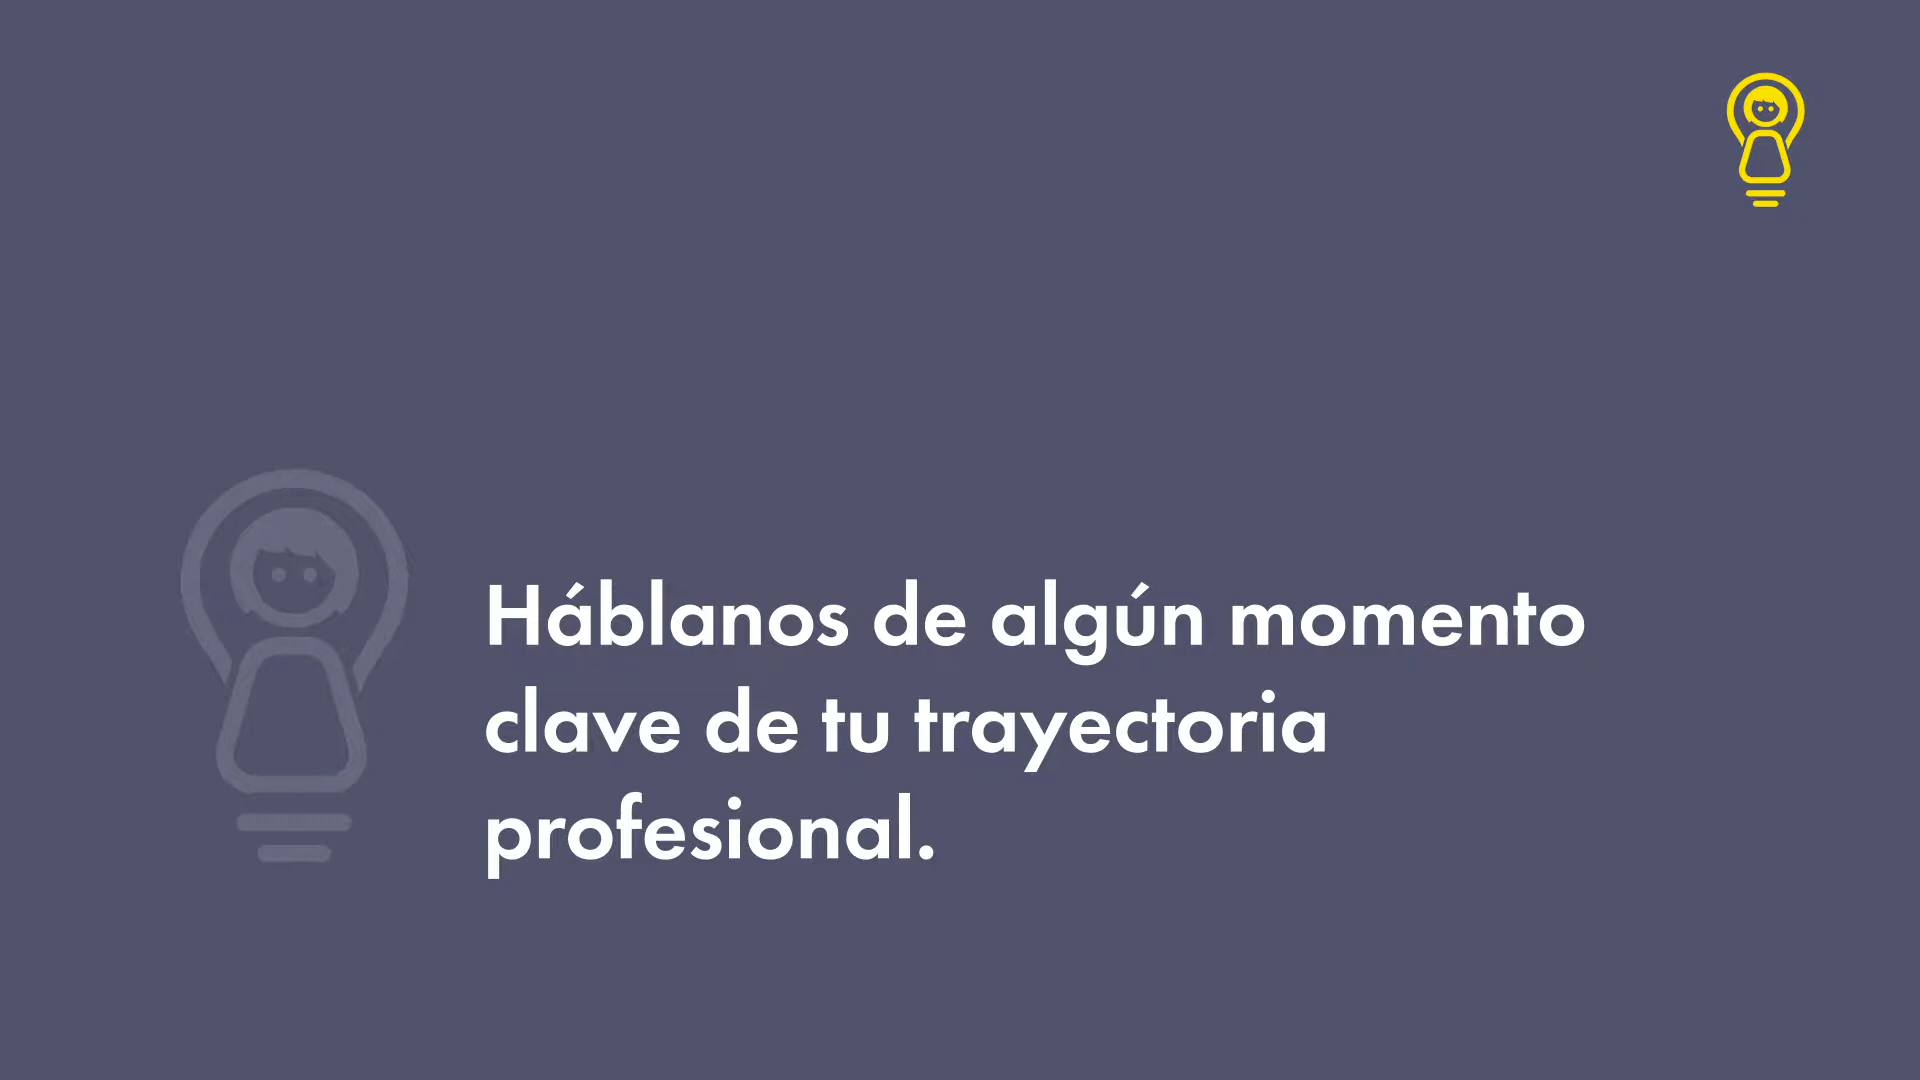 Háblanos de algún momento
clave de tu trayectoria
profesional.